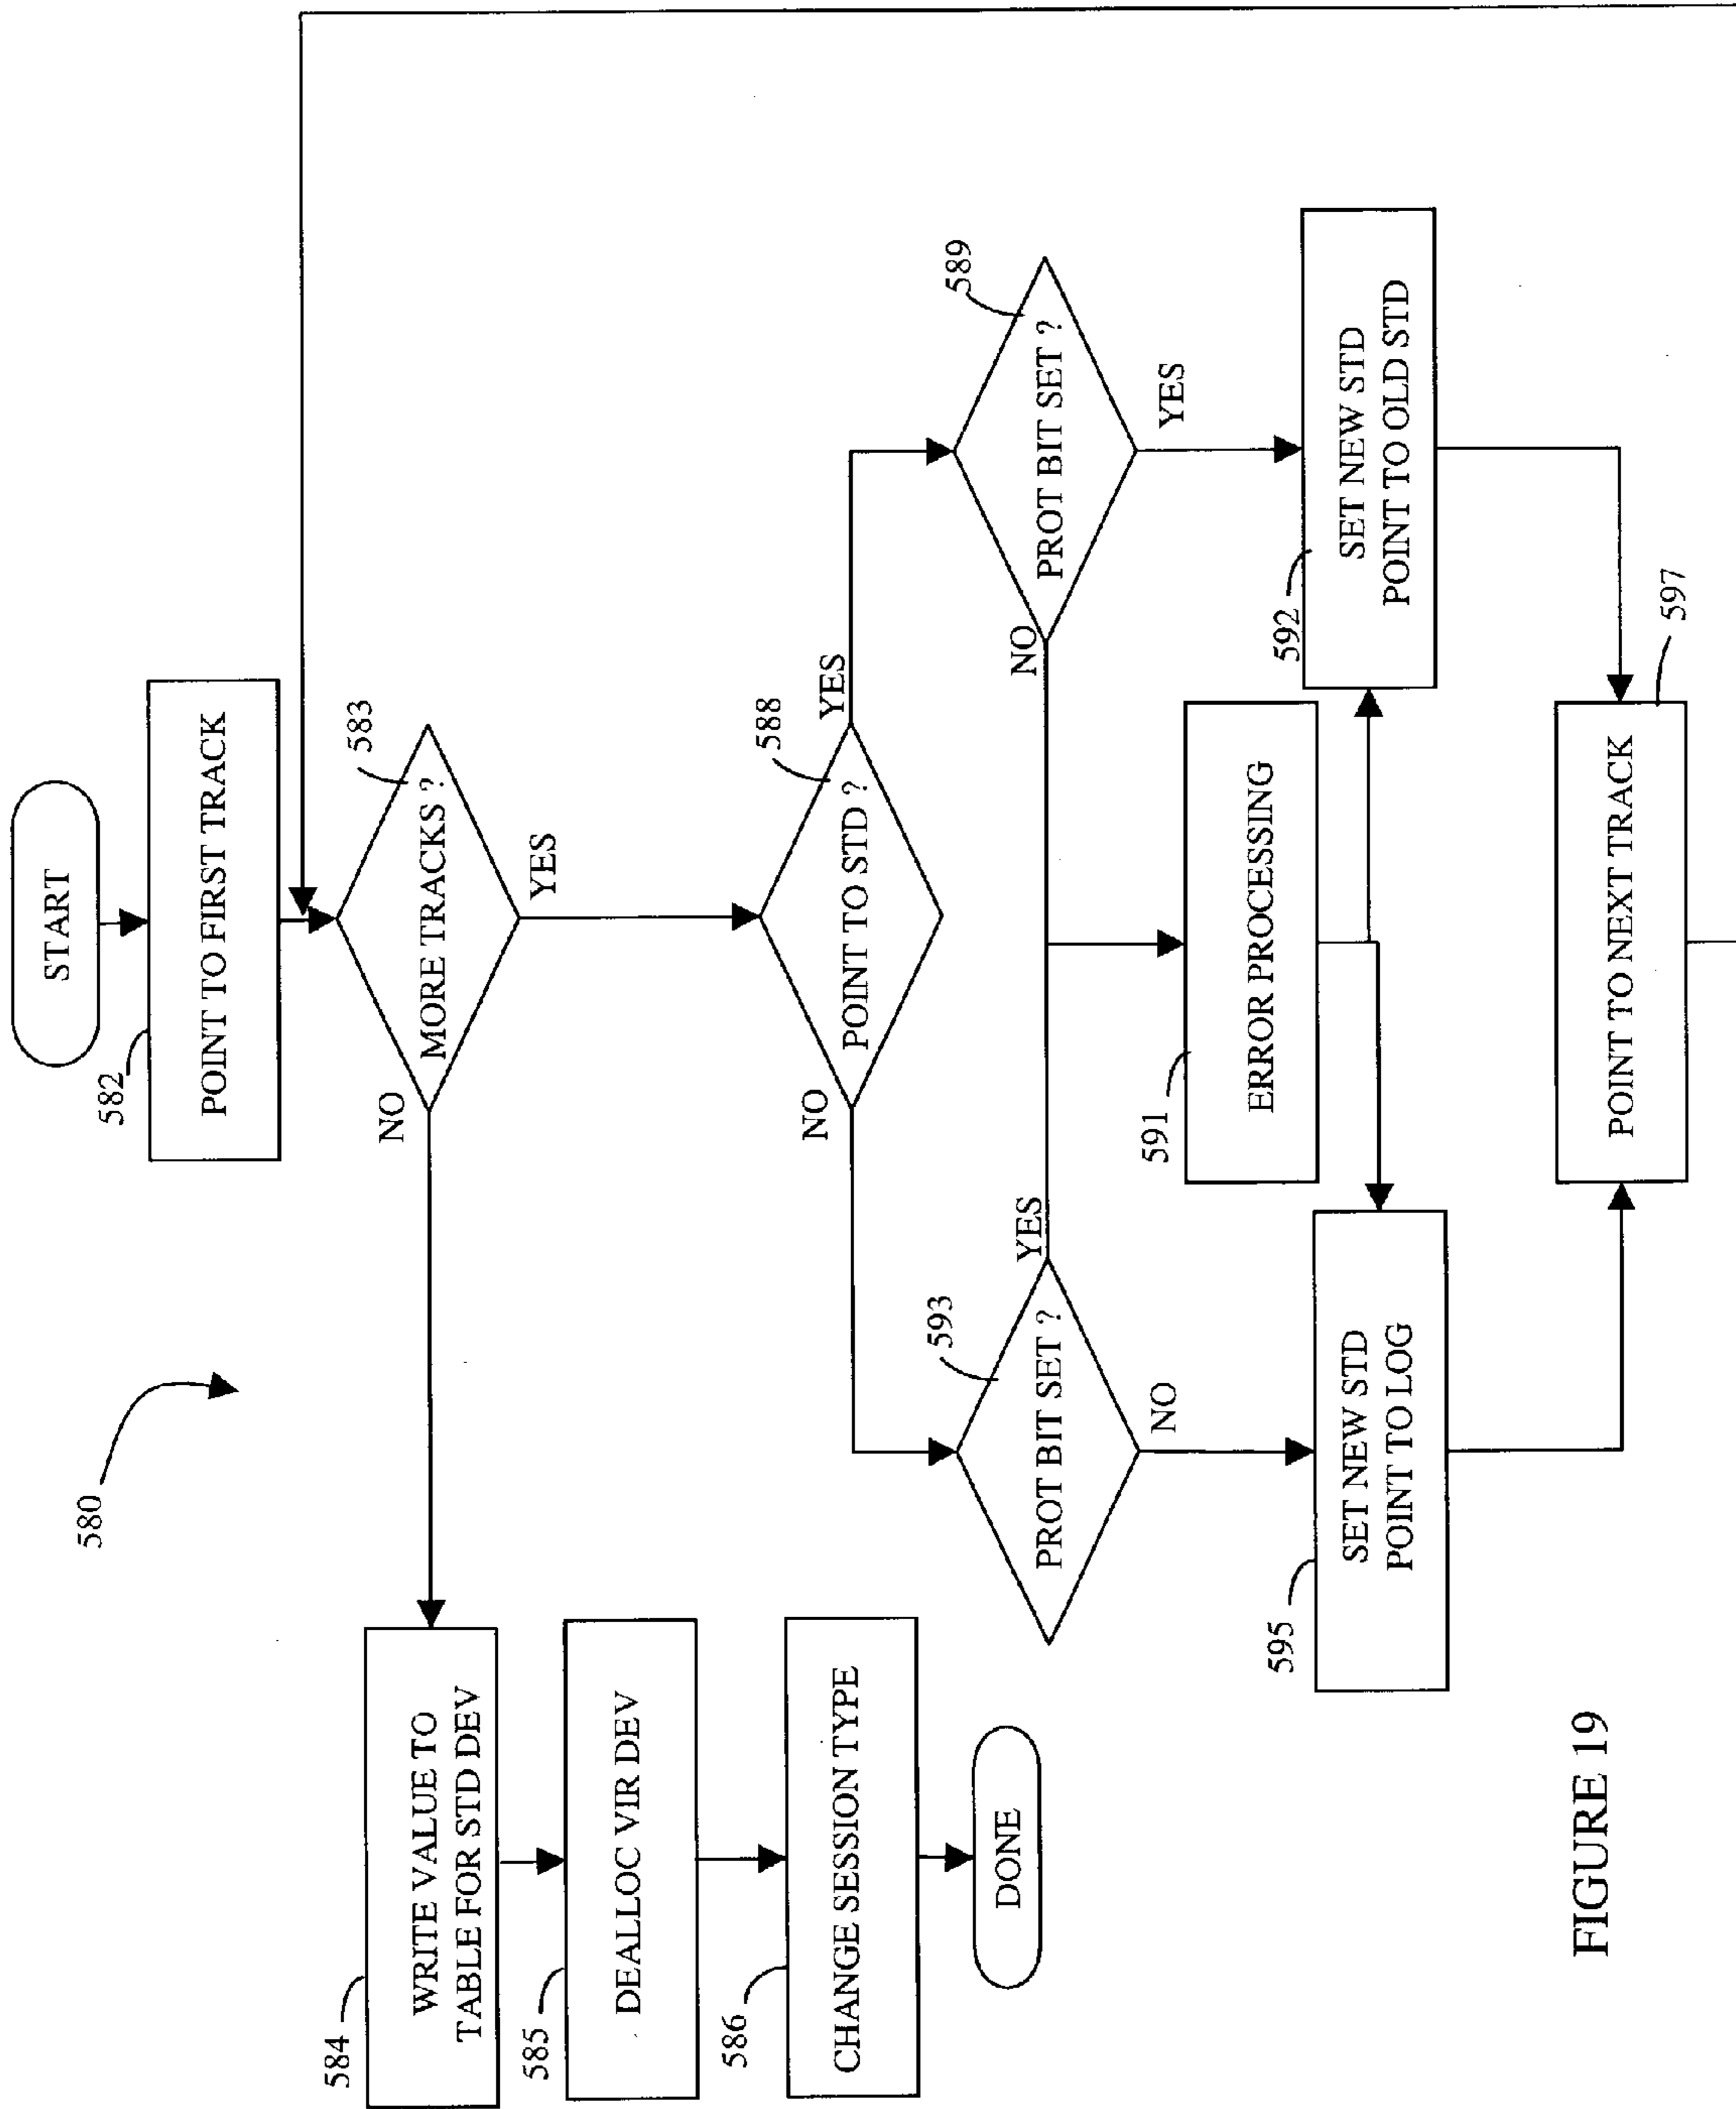 START
582
POINT TO FIRST TRACK
583
MORE TRACKS ?
NO
YES
580
588
POINT TO STD ?
NO
YES
584
WRITE VALUE TO
TABLE FOR STD DEV
585
DEALLOC VIR DEV
586
CHANGE SESSION TYPE
DONE
593
PROT BIT SET ?
YES
NO
589
PROT BIT SET ?
NO
YES
591
ERROR PROCESSING
595
SET NEW STD
POINT TO LOG
592
SET NEW STD
POINT TO OLD STD
597
POINT TO NEXT TRACK
FIGURE 19